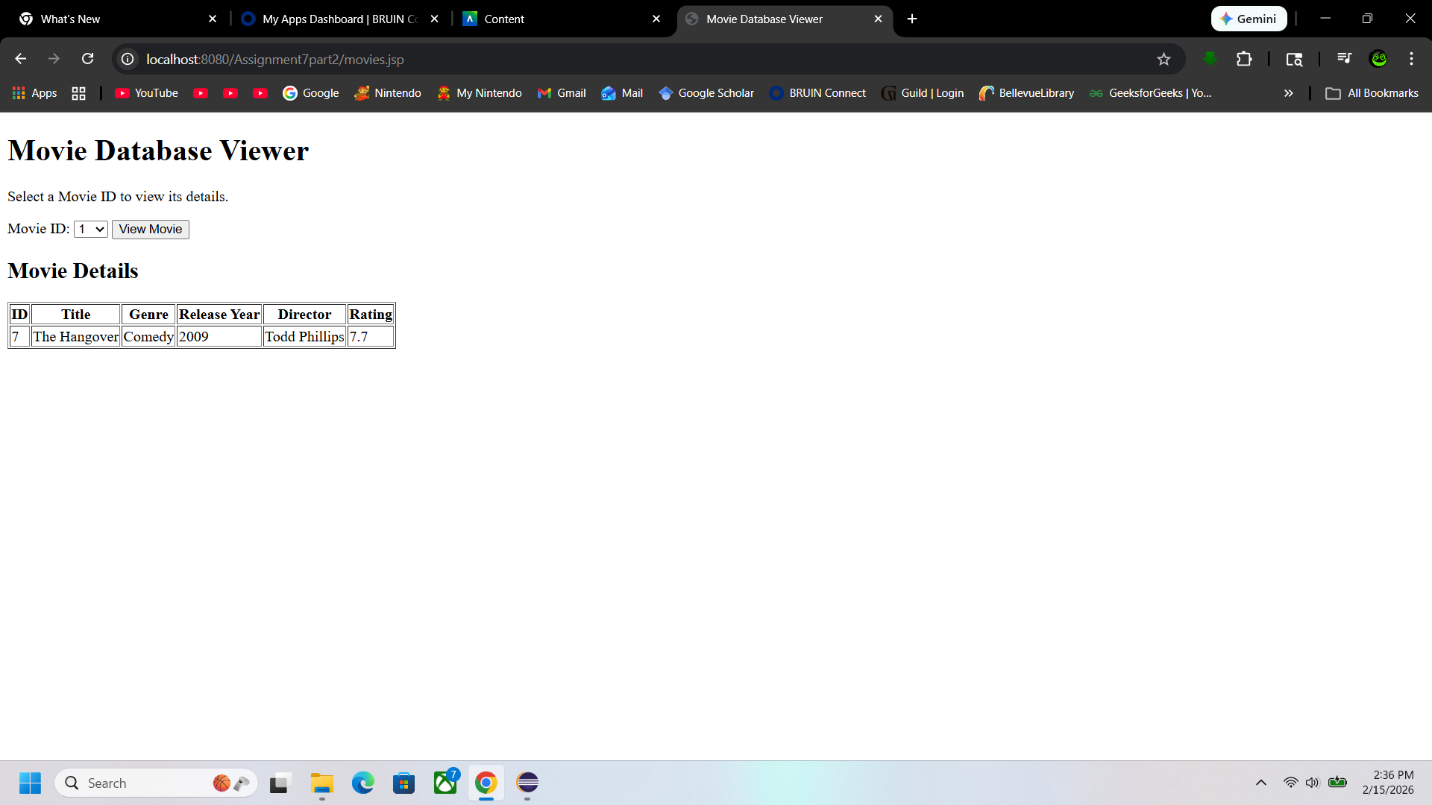 What's New
My Apps Dashboard | BRUIN Co
Content
Movie Database Viewer
Gemini
localhost:8080/Assignment7part2/movies.jsp
Apps
YouTube
Google
Nintendo
My Nintendo
Gmail
Mail
Google Scholar
BRUIN Connect
Guild | Login
BellevueLibrary
GeeksforGeeks | Yo...
All Bookmarks
Movie Database Viewer
Select a Movie ID to view its details.
Movie ID: 1 View Movie
Movie Details
ID Title Genre Release Year Director Rating
7 The Hangover Comedy 2009 Todd Phillips 7.7
Search
7
2:36 PM
2/15/2026